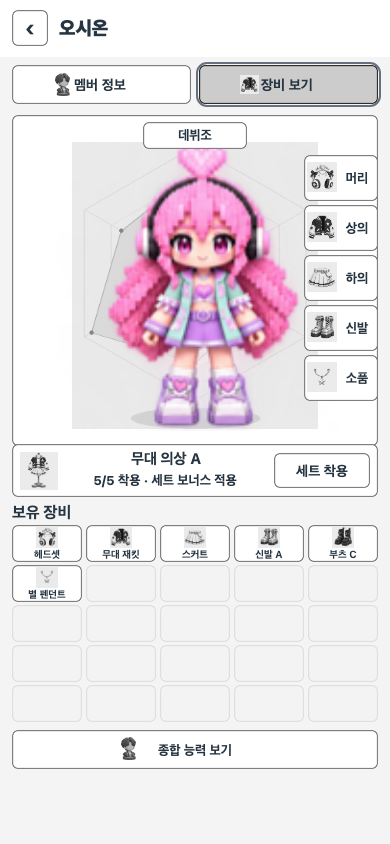 오시온
멤버 정보
장비 보기
데뷔조
머리
상의
하의
신발
소품
무대 의상 A
5/5 착용 · 세트 보너스 적용
세트 착용
보유 장비
헤드셋
무대 재킷
스커트
신발 A
부츠 C
별 펜던트
종합 능력 보기